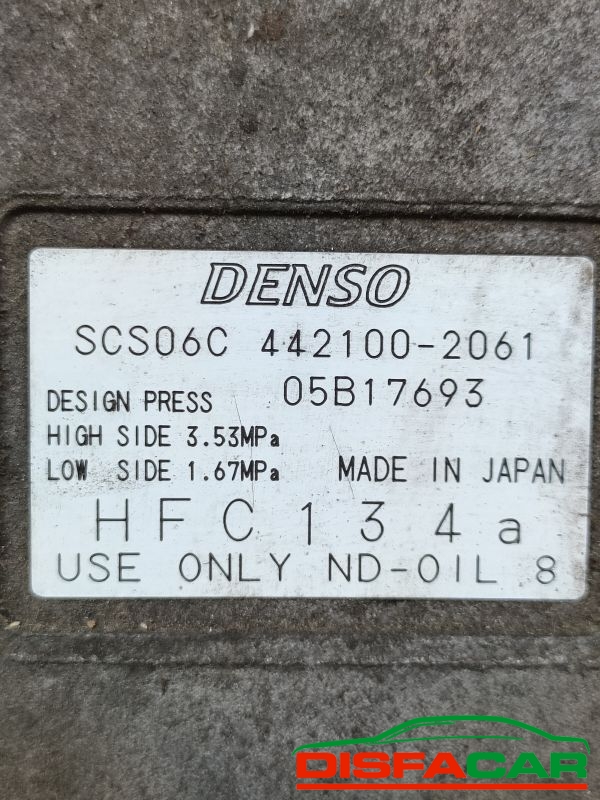 DENSO
SCS06C 442100-2061
DESIGN PRESS 05B17693
HIGH SIDE 3.53MPa
LOW SIDE 1.67MPa MADE IN JAPAN
HFC134a
USE ONLY ND-OIL 8
DISFACAR